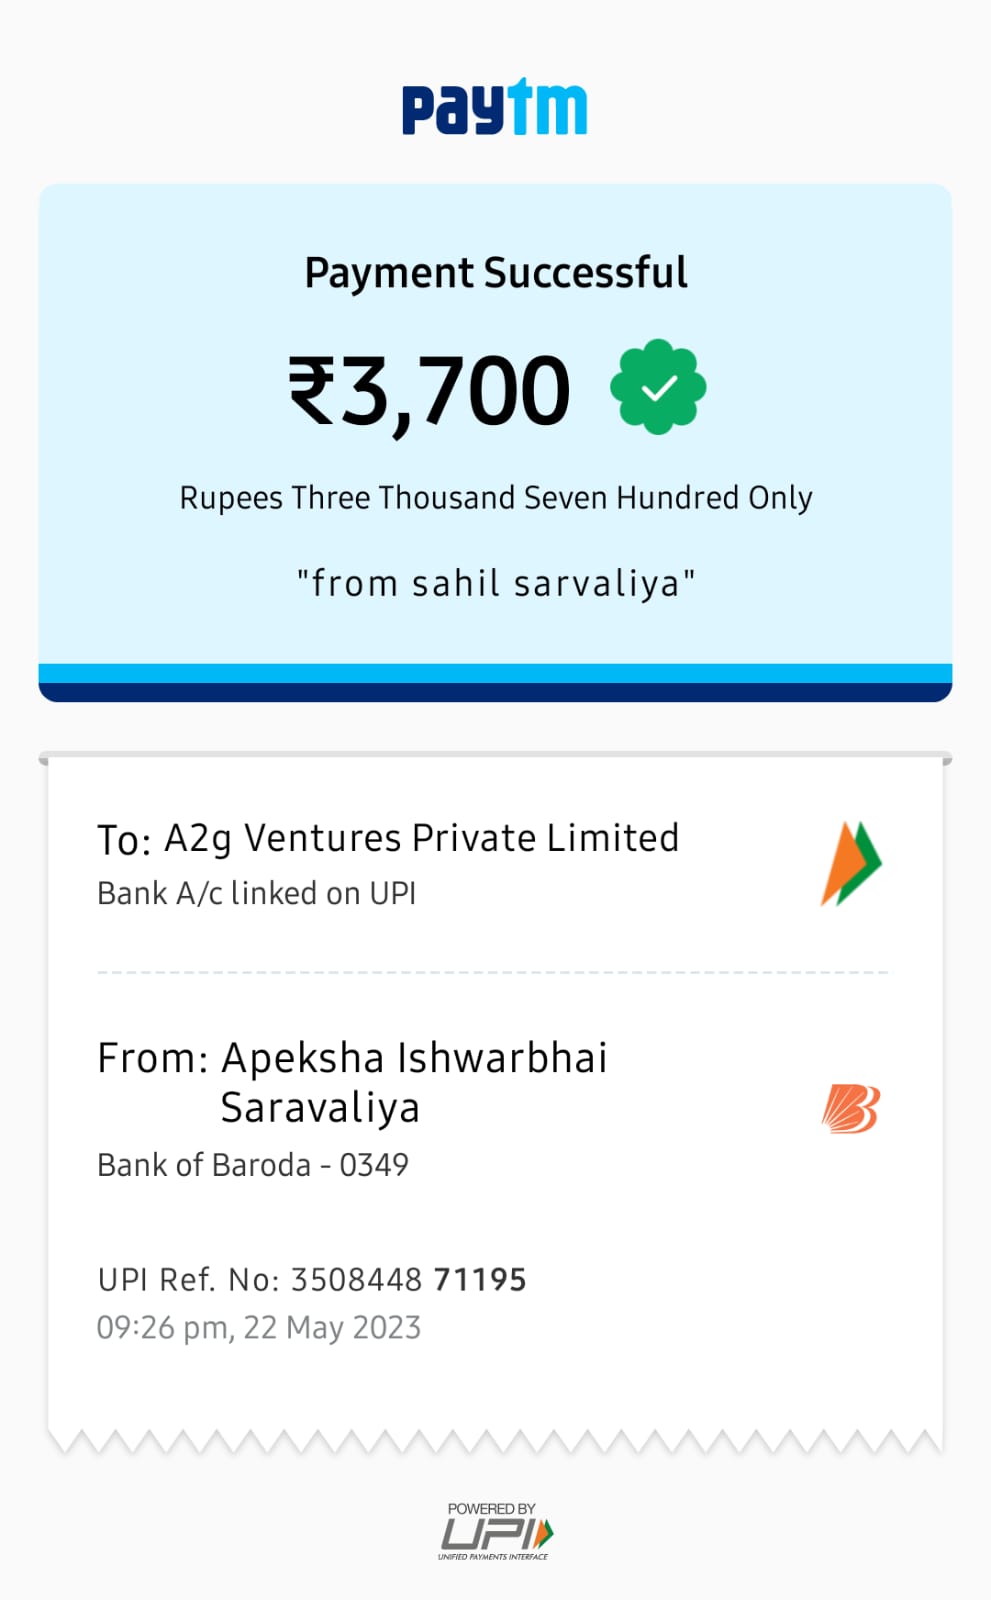 paytm
Payment Successful
₹3,700
Rupees Three Thousand Seven Hundred Only
"from sahil sarvaliya"
To: A2g Ventures Private Limited
Bank A/c linked on UPI
From: Apeksha Ishwarbhai
Saravaliya
Bank of Baroda - 0349
UPI Ref. No: 3508448 71195
09:26 pm, 22 May 2023
POWERED BY
UPI
UNIFIED PAYMENTS INTERFACE